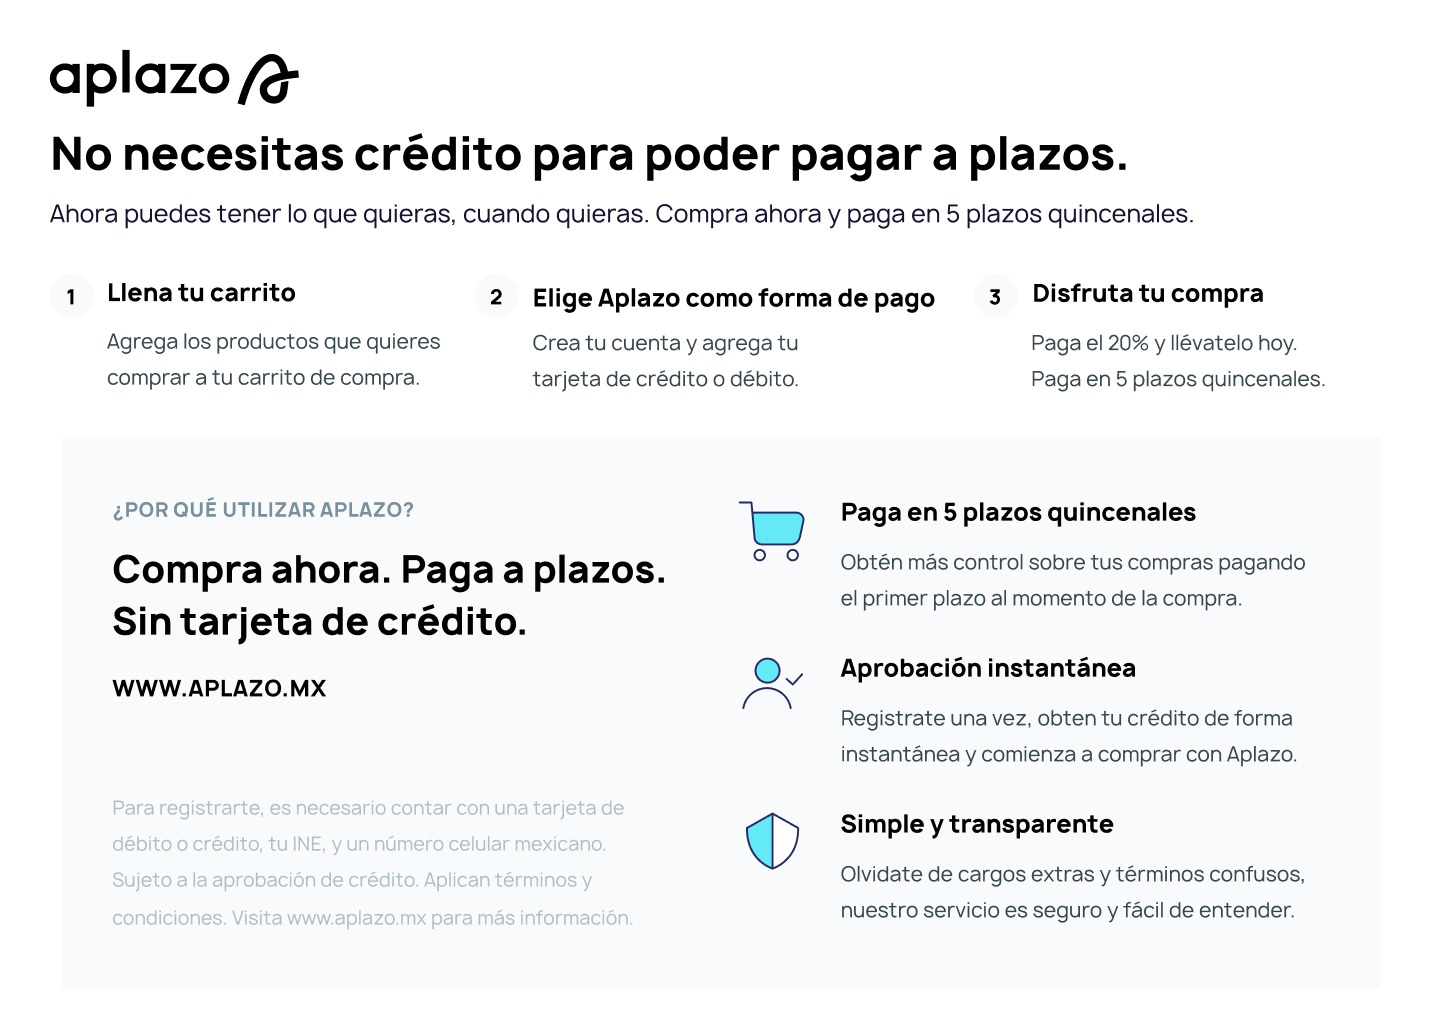 aplazo
No necesitas crédito para poder pagar a plazos.
Ahora puedes tener lo que quieras, cuando quieras. Compra ahora y paga en 5 plazos quincenales.
1
Llena tu carrito
Agrega los productos que quieres
comprar a tu carrito de compra.
2
Elige Aplazo como forma de pago
Crea tu cuenta y agrega tu
tarjeta de crédito o débito.
3
Disfruta tu compra
Paga el 20% y llévatelo hoy.
Paga en 5 plazos quincenales.
¿POR QUÉ UTILIZAR APLAZO?
Compra ahora. Paga a plazos.
Sin tarjeta de crédito.
WWW.APLAZO.MX
Para registrarte, es necesario contar con una tarjeta de
débito o crédito, tu INE, y un número celular mexicano.
Sujeto a la aprobación de crédito. Aplican términos y
condiciones. Visita www.aplazo.mx para más información.
Paga en 5 plazos quincenales
Obtén más control sobre tus compras pagando
el primer plazo al momento de la compra.
Aprobación instantánea
Registrate una vez, obten tu crédito de forma
instantánea y comienza a comprar con Aplazo.
Simple y transparente
Olvidate de cargos extras y términos confusos,
nuestro servicio es seguro y fácil de entender.